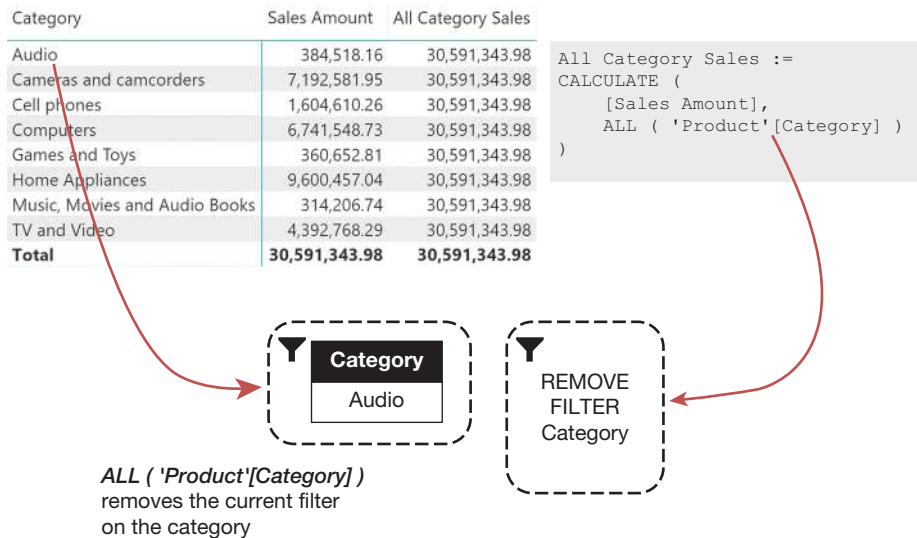 Category Sales Amount All Category Sales
Audio 384,518.16 30,591,343.98
Cameras and camcorders 7,192,581.95 30,591,343.98
Cell phones 1,604,610.26 30,591,343.98
Computers 6,741,548.73 30,591,343.98
Games and Toys 360,652.81 30,591,343.98
Home Appliances 9,600,457.04 30,591,343.98
Music, Movies and Audio Books 314,206.74 30,591,343.98
TV and Video 4,392,768.29 30,591,343.98
Total 30,591,343.98 30,591,343.98
All Category Sales :=
CALCULATE (
[Sales Amount],
ALL ( 'Product'[Category] )
)
Category
Audio
REMOVE
FILTER
Category
ALL ( 'Product'[Category] )
removes the current filter
on the category